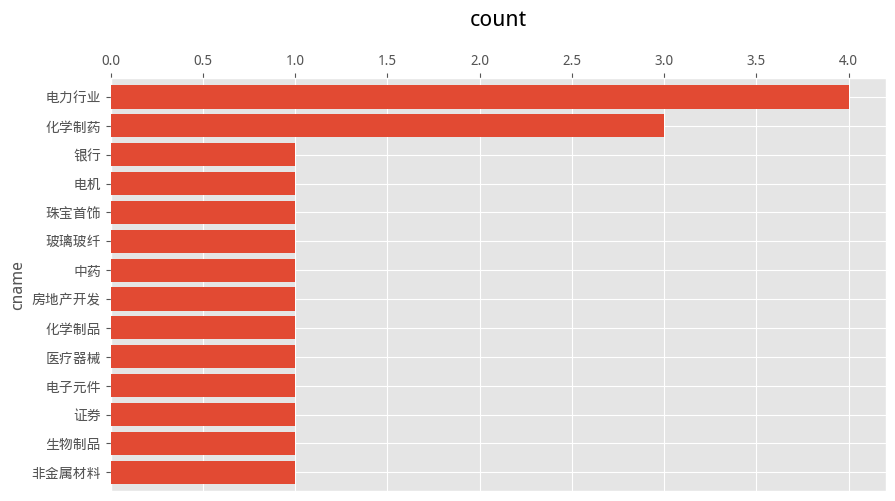 count
0.0 0.5 1.0 1.5 2.0 2.5 3.0 3.5 4.0
cname
电力行业
化学制药
银行
电机
珠宝首饰
玻璃玻纤
中药
房地产开发
化学制品
医疗器械
电子元件
证券
生物制品
非金属材料